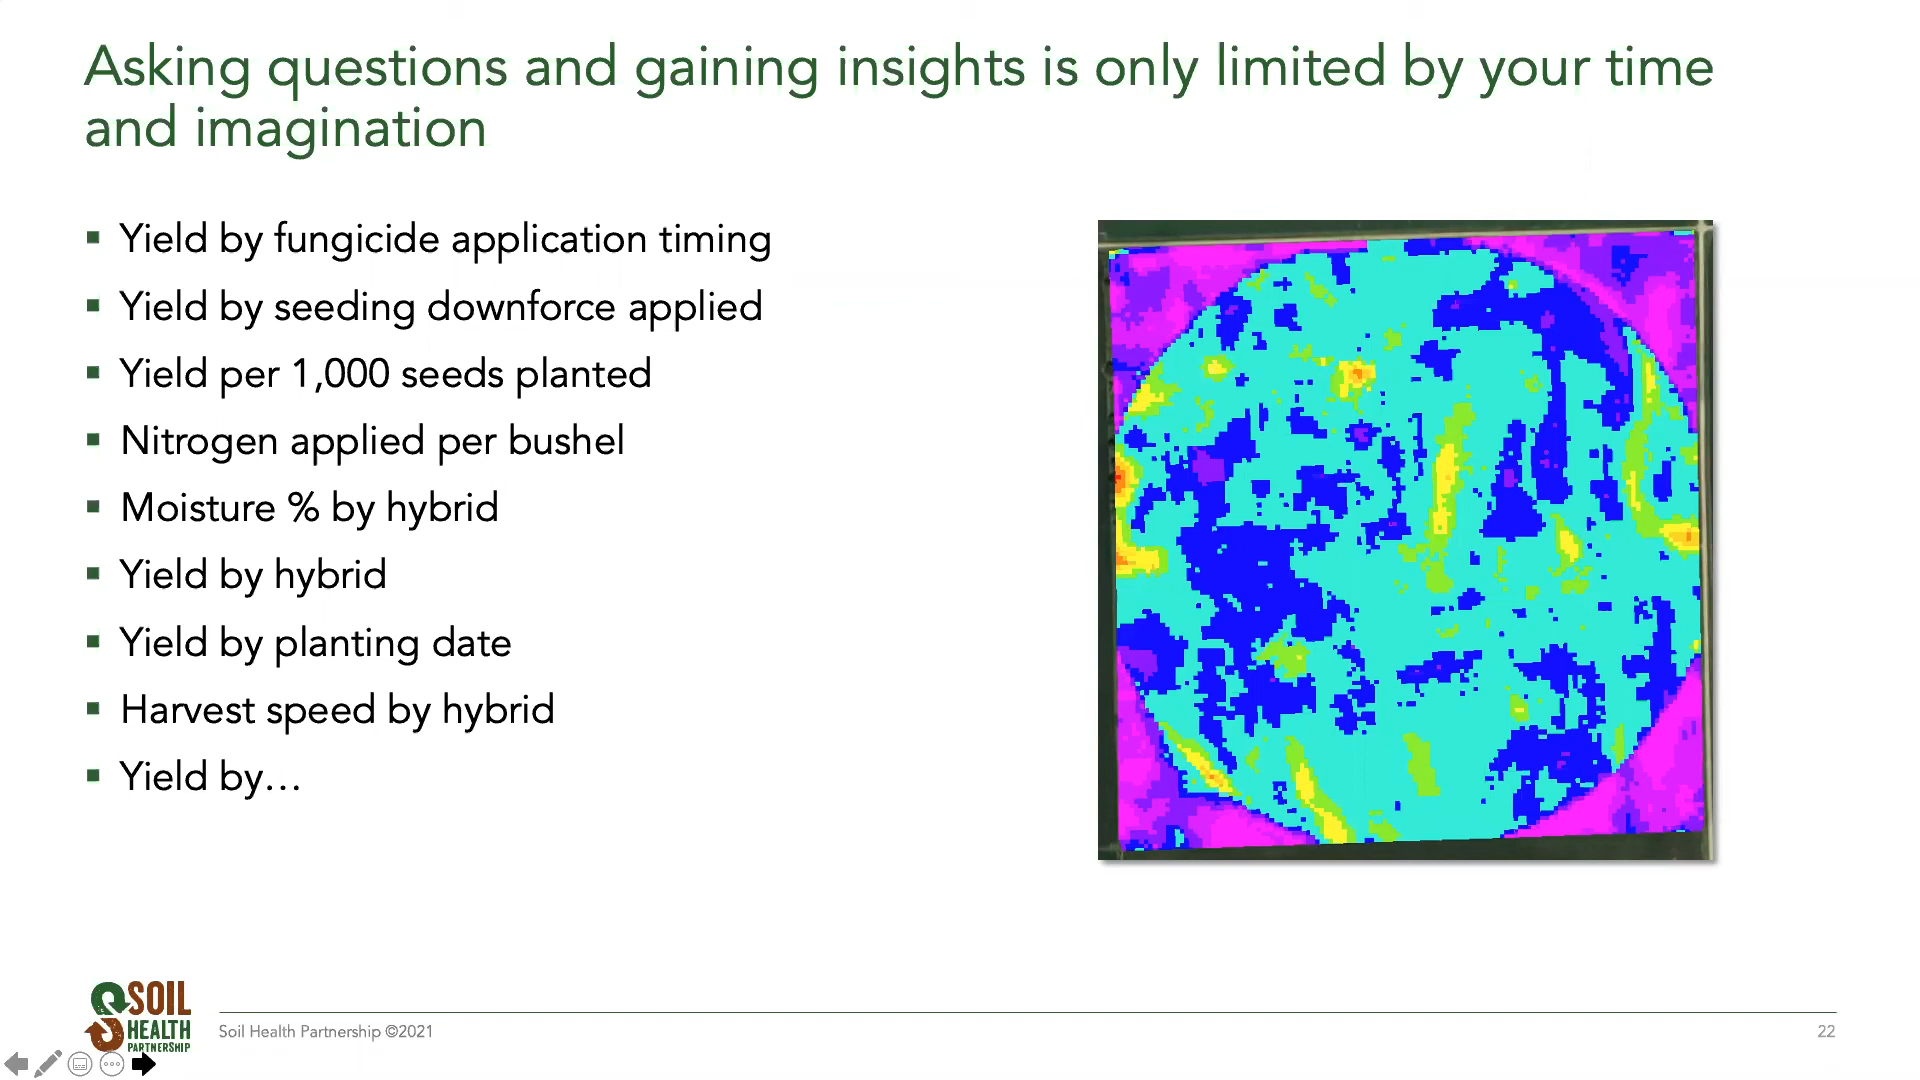 Asking questions and gaining insights is only limited by your time
and imagination
Yield by fungicide application timing
Yield by seeding downforce applied
Yield per 1,000 seeds planted
Nitrogen applied per bushel
Moisture % by hybrid
Yield by hybrid
Yield by planting date
Harvest speed by hybrid
Yield by…
SOIL
HEALTH
PARTNERSHIP
Soil Health Partnership ©2021
22